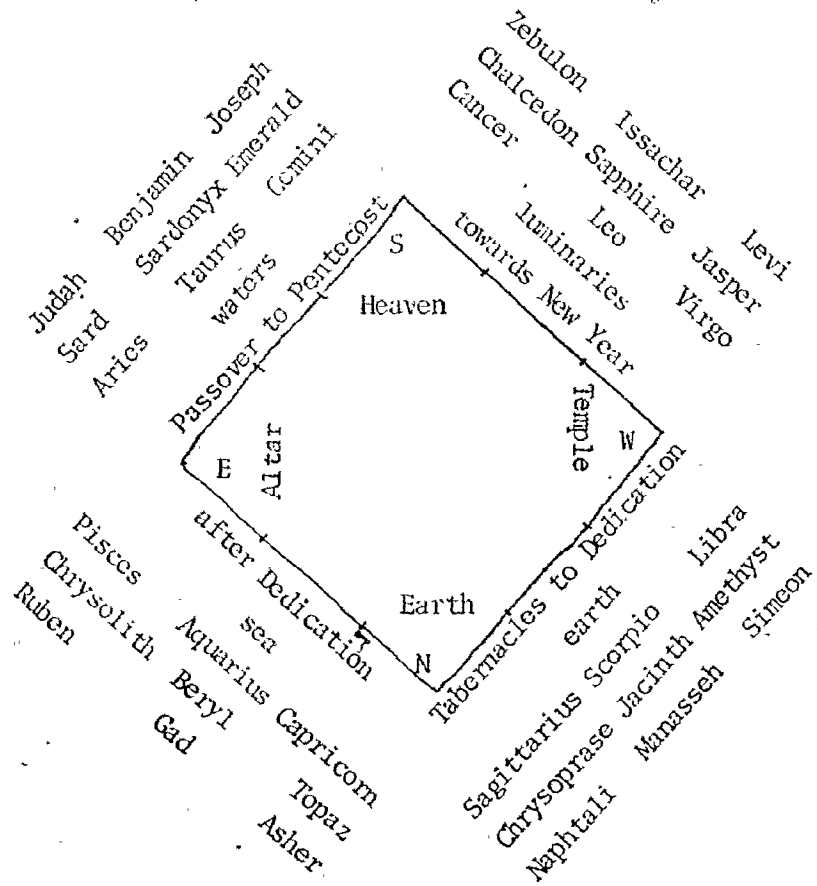 Judah Benjamin Joseph
Sard Sardonyx Emerald
Aries Taurus Gemini
waters
Passover to Pentecost
Zebulon Issachar Levi
Chalcedon Sapphire Jasper
Cancer Leo Virgo
luminaries
towards New Year
S
Heaven
E
Altar
Temple
W
Earth
N
after Dedication
sea
Pisces Aquarius Capricorn
Chrysolith Beryl Topaz
Ruben Gad Asher
Tabernacles to Dedication
earth
Sagittarius Scorpio Libra
Chrysoprase Jacinth Amethyst
Naphtali Manasseh Simeon